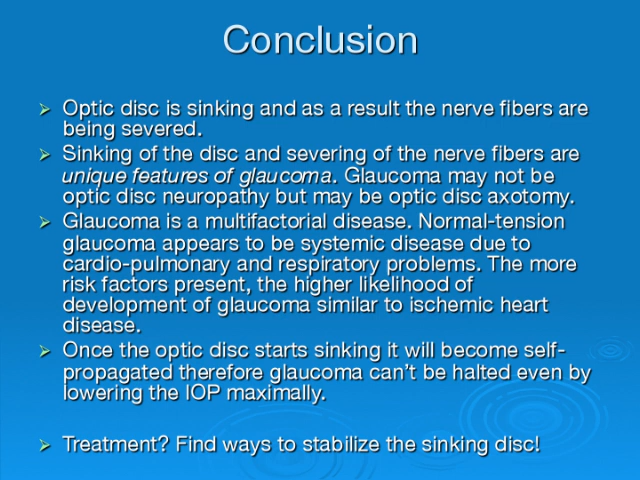 Conclusion
➢ Optic disc is sinking and as a result the nerve fibers are
being severed.
➢ Sinking of the disc and severing of the nerve fibers are
unique features of glaucoma. Glaucoma may not be
optic disc neuropathy but may be optic disc axotomy.
➢ Glaucoma is a multifactorial disease. Normal-tension
glaucoma appears to be systemic disease due to
cardio-pulmonary and respiratory problems. The more
risk factors present, the higher likelihood of
development of glaucoma similar to ischemic heart
disease.
➢ Once the optic disc starts sinking it will become self-
propagated therefore glaucoma can't be halted even by
lowering the IOP maximally.
➢ Treatment? Find ways to stabilize the sinking disc!